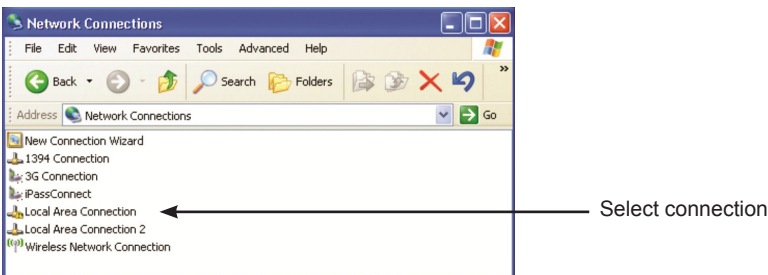 Network Connections
File Edit View Favorites Tools Advanced Help
Back Search Folders
Address Network Connections Go
New Connection Wizard
1394 Connection
3G Connection
iPassConnect
Local Area Connection
Select connection
Local Area Connection 2
Wireless Network Connection